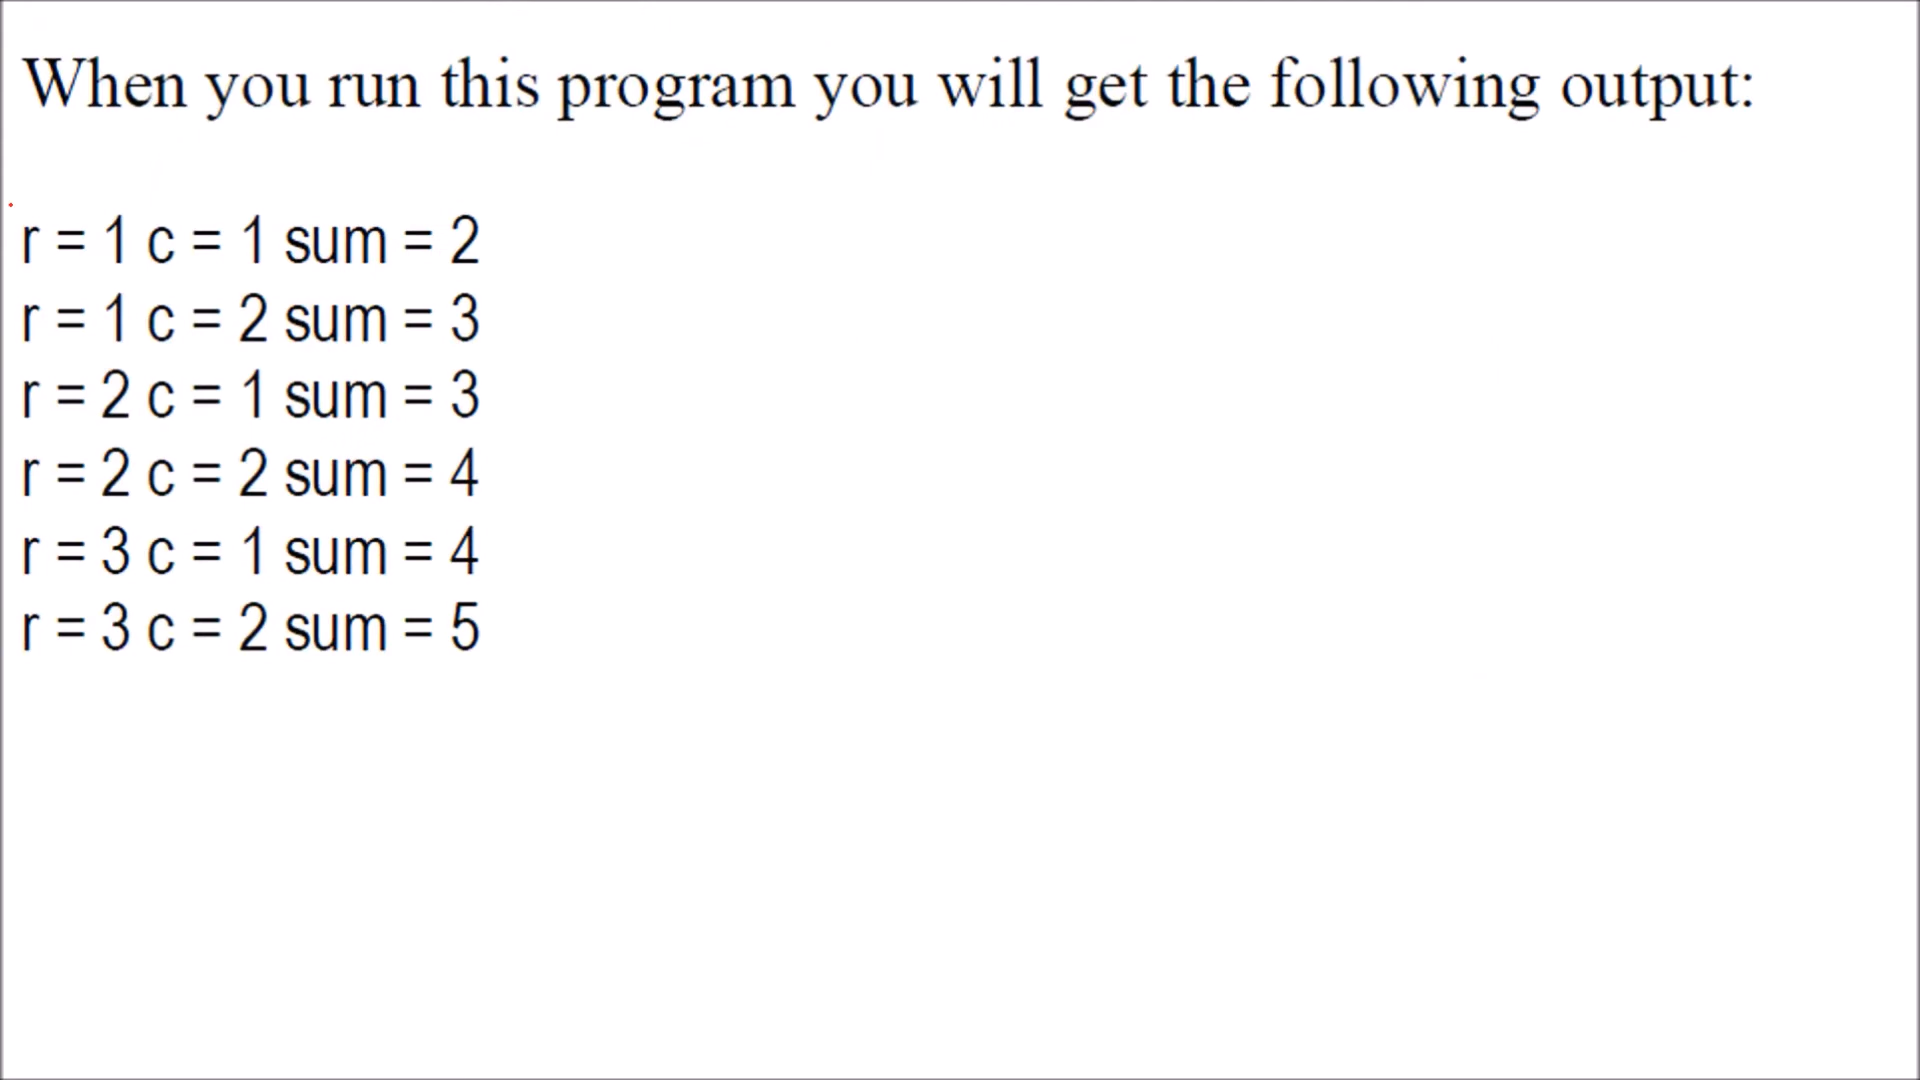 When you run this program you will get the following output:
r = 1 c = 1 sum = 2
r = 1 c = 2 sum = 3
r = 2 c = 1 sum = 3
r = 2 c = 2 sum = 4
r = 3 c = 1 sum = 4
r = 3 c = 2 sum = 5